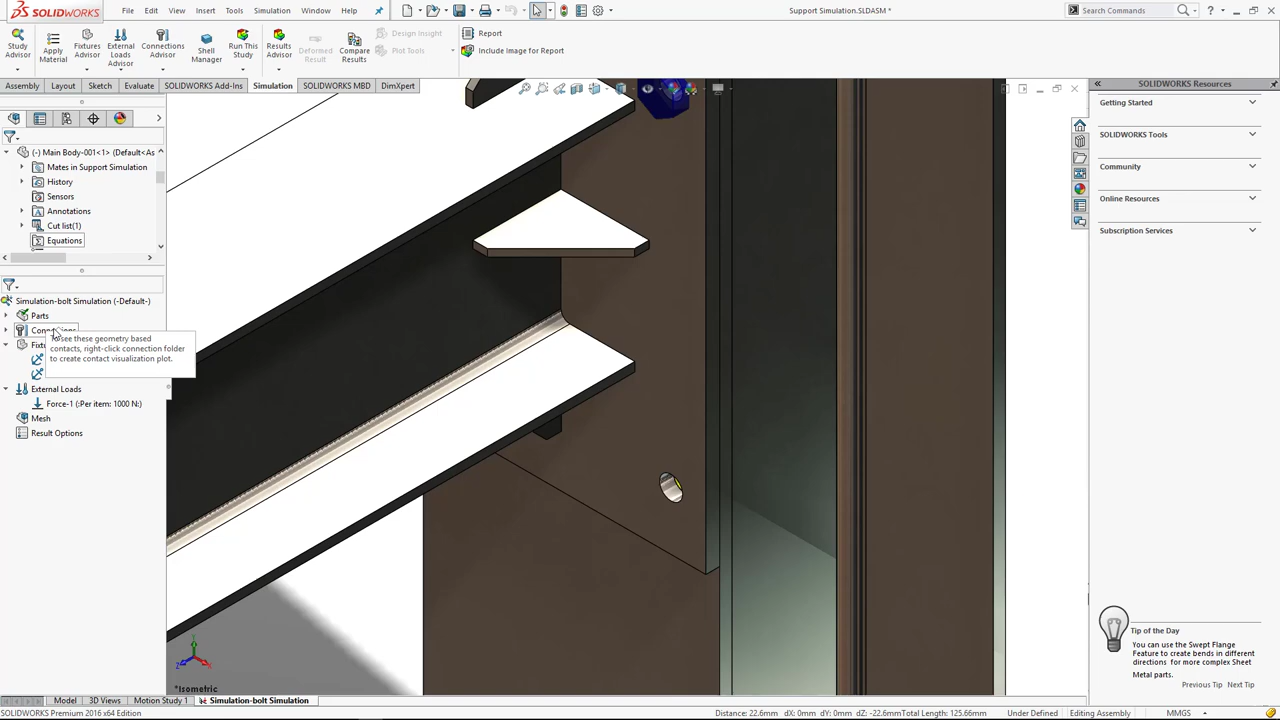 SOLIDWORKS
File Edit View Insert Tools Simulation Window Help
Support Simulation.SLDASM *
Search Commands
Study Advisor
Apply Material
Fixtures Advisor
External Loads Advisor
Connections Advisor
Shell Manager
Run This Study
Results Advisor
Deformed Result
Compare Results
Design Insight
Plot Tools
Report
Include Image for Report
Assembly Layout Sketch Evaluate SOLIDWORKS Add-Ins Simulation SOLIDWORKS MBD DimXpert
SOLIDWORKS Resources
Getting Started
SOLIDWORKS Tools
Community
Online Resources
Subscription Services
(-) Main Body-001<1> (Default<As
Mates in Support Simulation
History
Sensors
Annotations
Cut list(1)
Equations
Simulation-bolt Simulation (-Default-)
Parts
To see these geometry based
contacts, right-click connection folder
to create contact visualization plot.
External Loads
Force-1 (:Per item: 1000 N:)
Mesh
Result Options
*Isometric
Tip of the Day
You can use the Swept Flange
Feature to create bends in different
directions for more complex Sheet
Metal parts.
Previous Tip Next Tip
Model 3D Views Motion Study 1 Simulation-bolt Simulation
SOLIDWORKS Premium 2016 x64 Edition
Distance: 22.6mm dX: 0mm dY: 0mm dZ: -22.6mm Total Length: 125.66mm Under Defined Editing Assembly MMGS